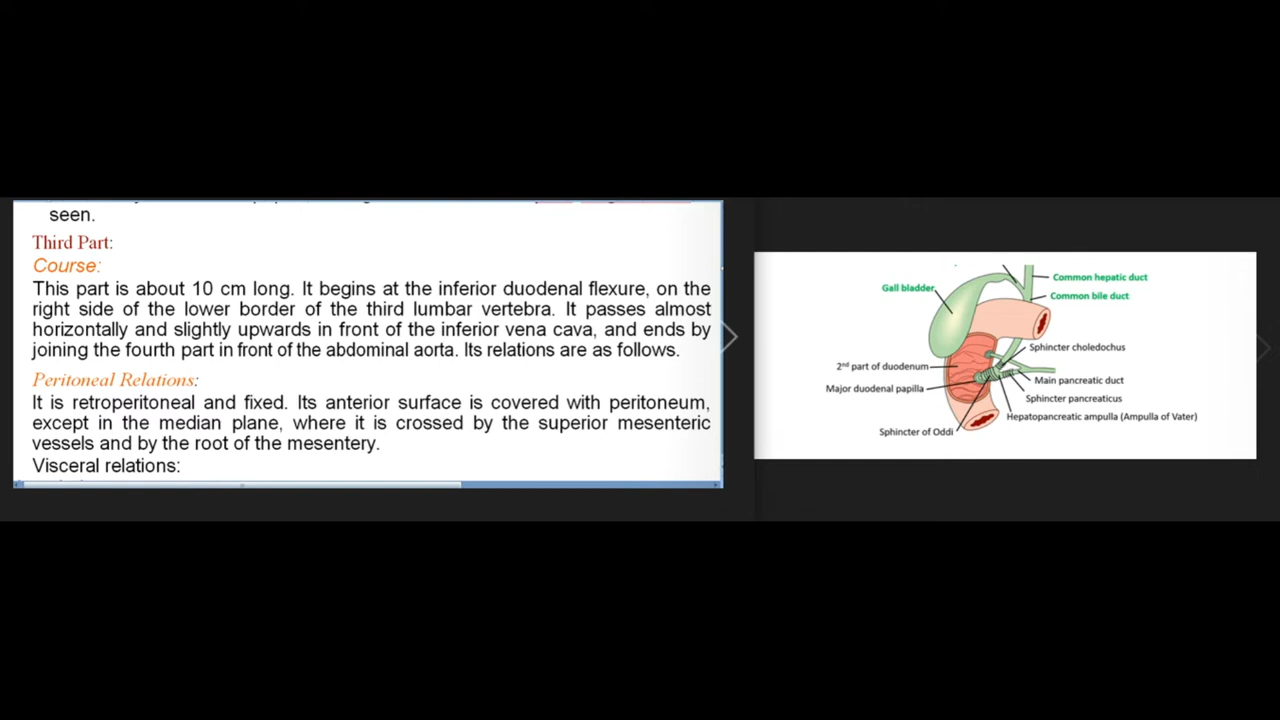 seen.
Third Part:
Course:
This part is about 10 cm long. It begins at the inferior duodenal flexure, on the
right side of the lower border of the third lumbar vertebra. It passes almost
horizontally and slightly upwards in front of the inferior vena cava, and ends by
joining the fourth part in front of the abdominal aorta. Its relations are as follows.
Peritoneal Relations:
It is retroperitoneal and fixed. Its anterior surface is covered with peritoneum,
except in the median plane, where it is crossed by the superior mesenteric
vessels and by the root of the mesentery.
Visceral relations:
Common hepatic duct
Gall bladder
Common bile duct
Sphincter choledochus
2nd part of duodenum
Main pancreatic duct
Major duodenal papilla
Sphincter pancreaticus
Hepatopancreatic ampulla (Ampulla of Vater)
Sphincter of Oddi